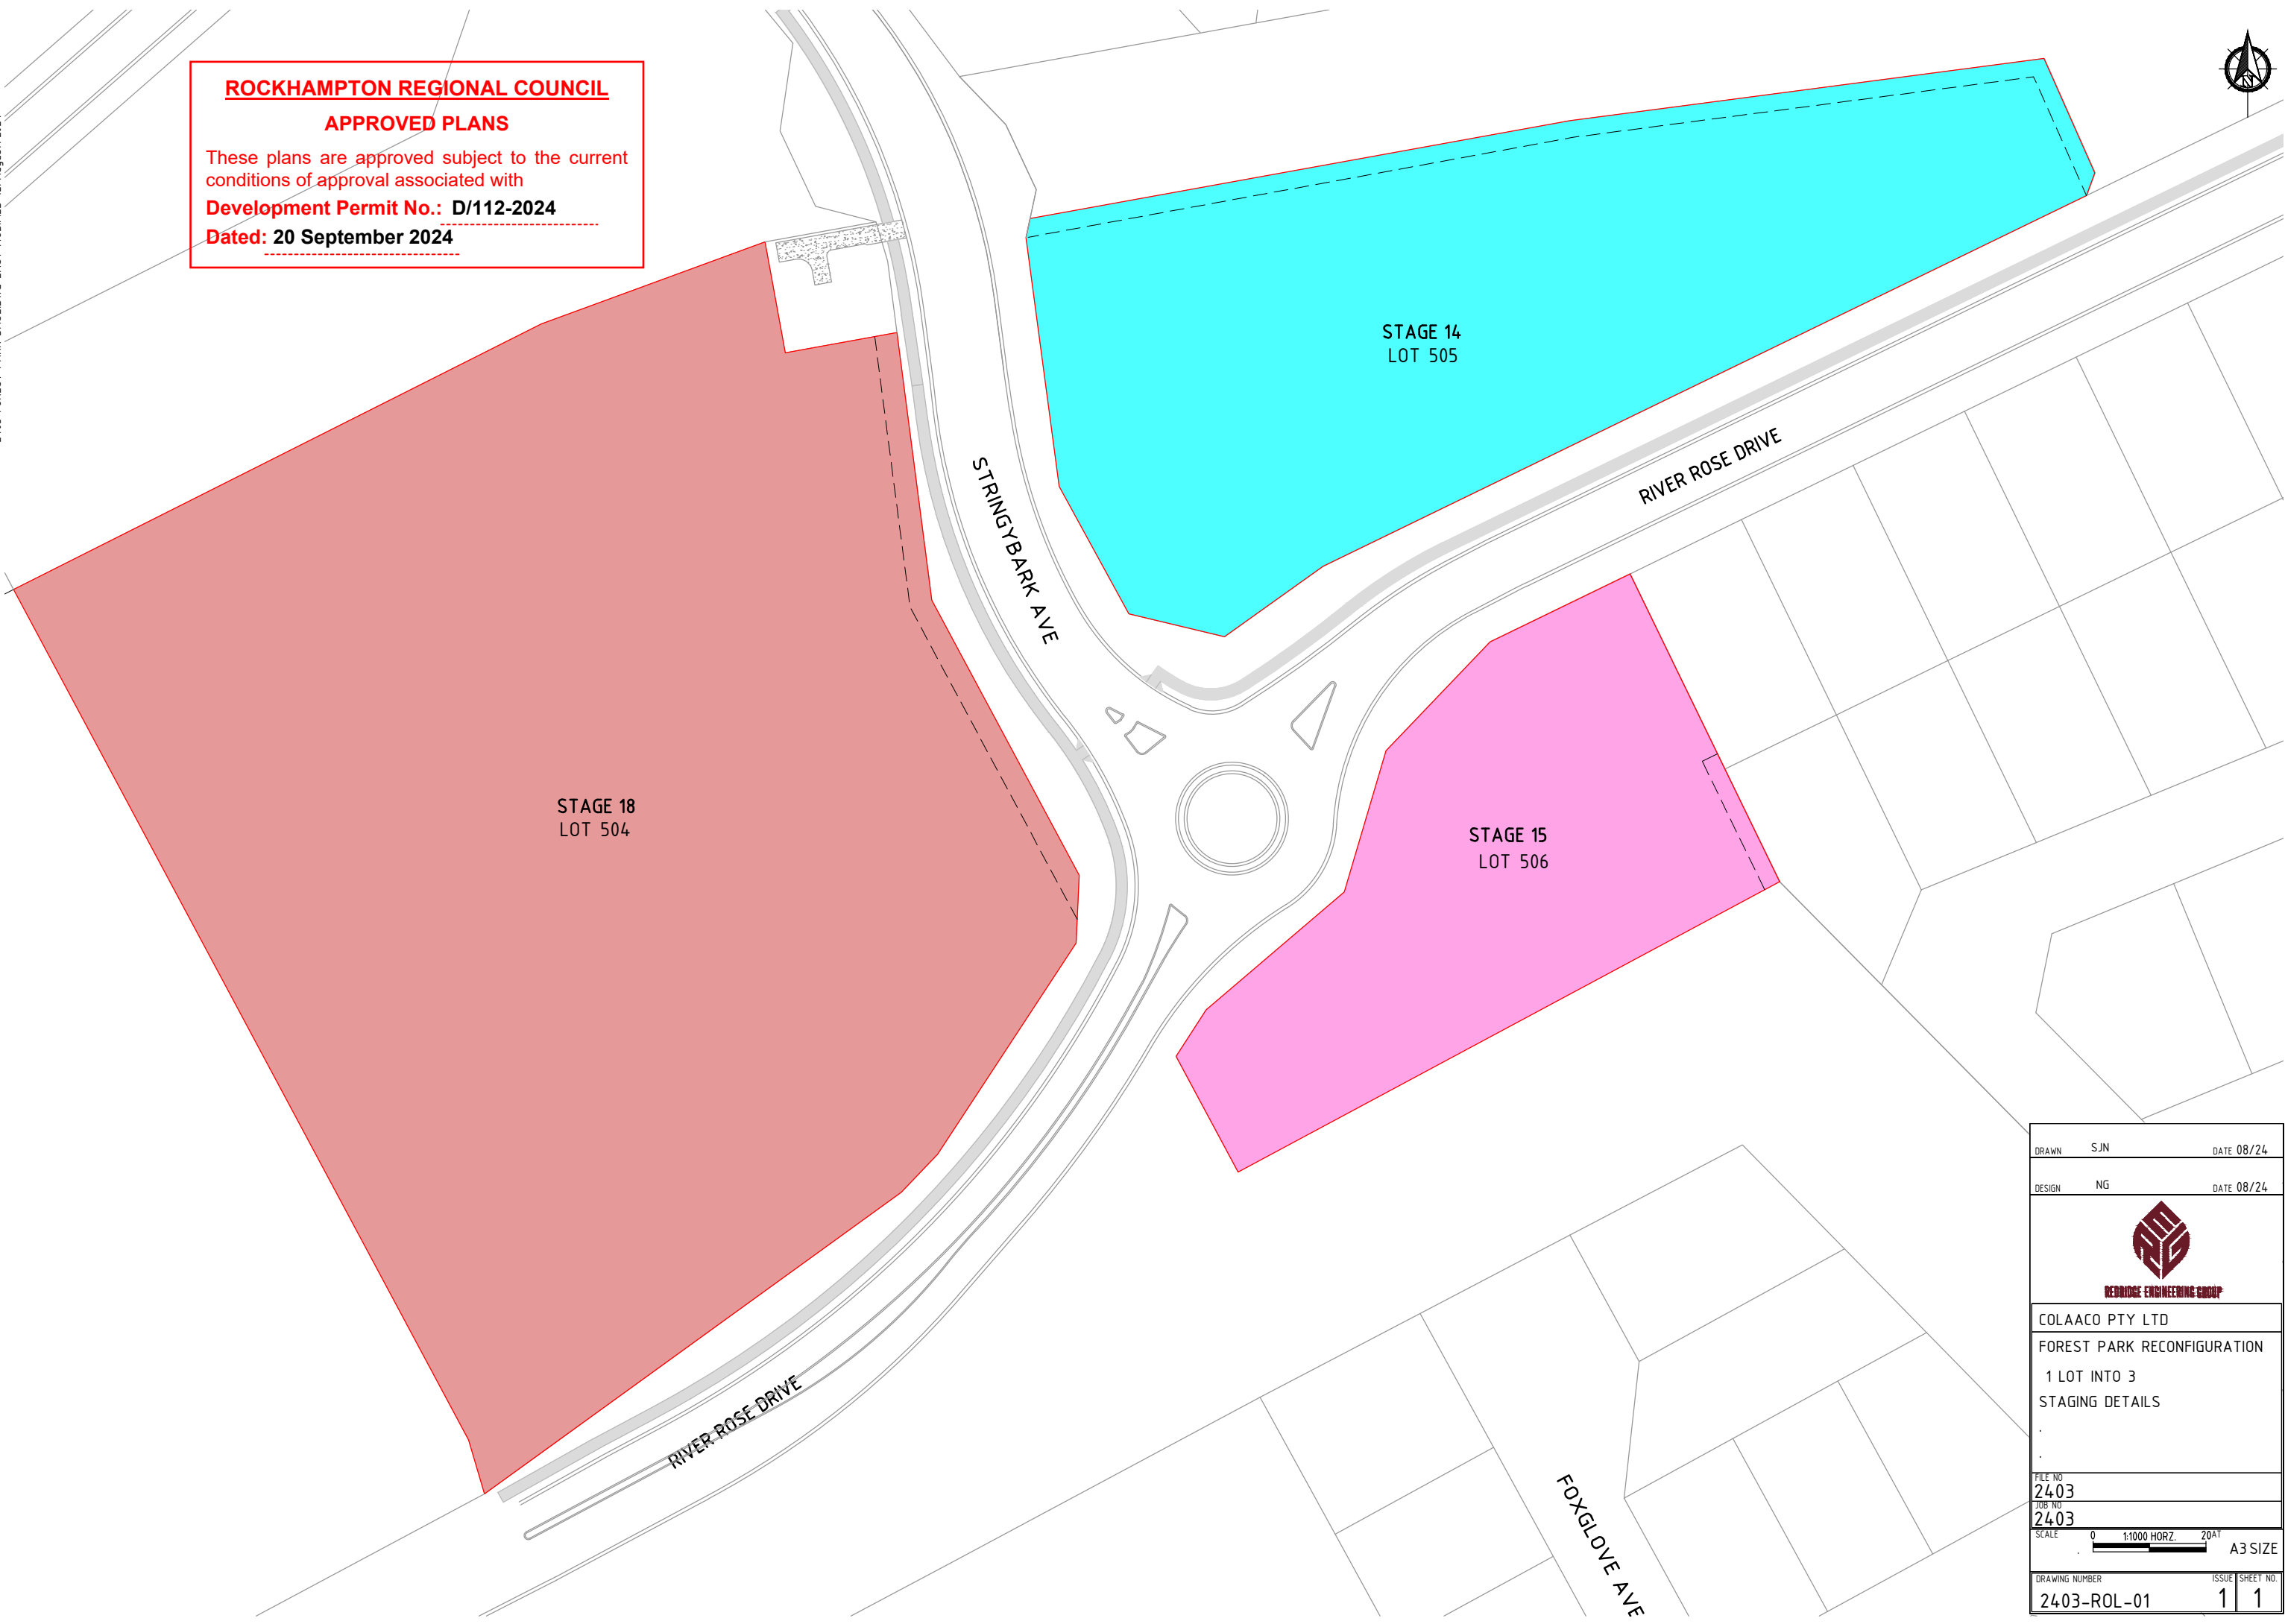 ROCKHAMPTON REGIONAL COUNCIL
APPROVED PLANS
These plans are approved subject to the current
conditions of approval associated with
Development Permit No.: D/112-2024
Dated: 20 September 2024
N
STAGE 14
LOT 505
RIVER ROSE DRIVE
STRINGYBARK AVE
STAGE 18
LOT 504
STAGE 15
LOT 506
RIVER ROSE DRIVE
FOXGLOVE AVE
DRAWN SJN DATE 08/24
DESIGN NG DATE 08/24
REDRIDGE ENGINEERING GROUP
COLAACO PTY LTD
FOREST PARK RECONFIGURATION
1 LOT INTO 3
STAGING DETAILS
.
.
FILE NO
2403
JOB NO
2403
SCALE 0 1:1000 HORZ. 20 AT
. A3 SIZE
DRAWING NUMBER ISSUE SHEET NO.
2403-ROL-01 1 1